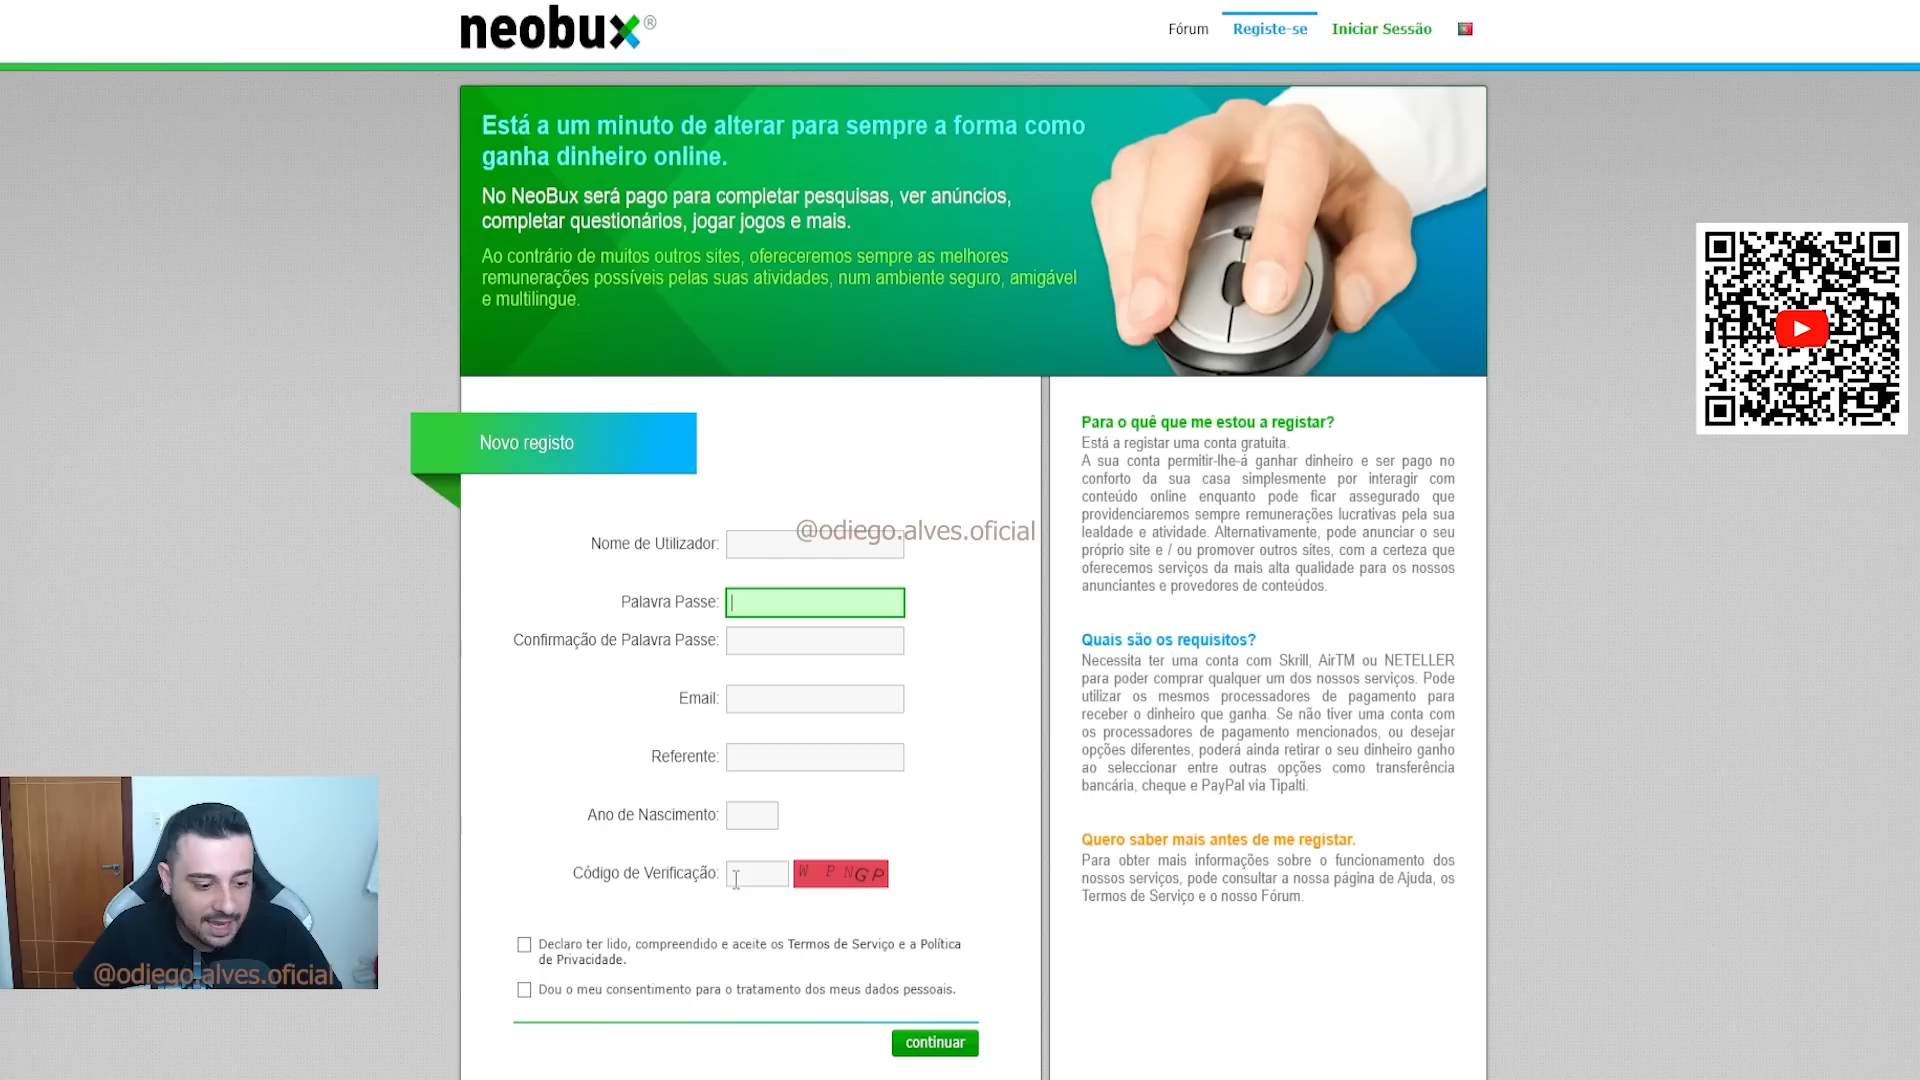 neobux®
Fórum
Registe-se
Iniciar Sessão
Está a um minuto de alterar para sempre a forma como
ganha dinheiro online.
No NeoBux será pago para completar pesquisas, ver anúncios,
completar questionários, jogar jogos e mais.
Ao contrário de muitos outros sites, ofereceremos sempre as melhores
remunerações possíveis pelas suas atividades, num ambiente seguro, amigável
e multilingue.
Novo registo
@odiego.alves.oficial
Nome de Utilizador:
Palavra Passe:
Confirmação de Palavra Passe:
Email:
Referente:
Ano de Nascimento:
Código de Verificação:
W P N G P
Declaro ter lido, compreendido e aceite os Termos de Serviço e a Política
de Privacidade.
Dou o meu consentimento para o tratamento dos meus dados pessoais.
continuar
Para o quê que me estou a registar?
Está a registar uma conta gratuita.
A sua conta permitir-lhe-á ganhar dinheiro e ser pago no
conforto da sua casa simplesmente por interagir com
conteúdo online enquanto pode ficar assegurado que
providenciaremos sempre remunerações lucrativas pela sua
lealdade e atividade. Alternativamente, pode anunciar o seu
próprio site e / ou promover outros sites, com a certeza que
oferecemos serviços da mais alta qualidade para os nossos
anunciantes e provedores de conteúdos.
Quais são os requisitos?
Necessita ter uma conta com Skrill, AirTM ou NETELLER
para poder comprar qualquer um dos nossos serviços. Pode
utilizar os mesmos processadores de pagamento para
receber o dinheiro que ganha. Se não tiver uma conta com
os processadores de pagamento mencionados, ou desejar
opções diferentes, poderá ainda retirar o seu dinheiro ganho
ao seleccionar entre outras opções como transferência
bancária, cheque e PayPal via Tipalti.
Quero saber mais antes de me registar.
Para obter mais informações sobre o funcionamento dos
nossos serviços, pode consultar a nossa página de Ajuda, os
Termos de Serviço e o nosso Fórum.
@odiego.alves.oficial